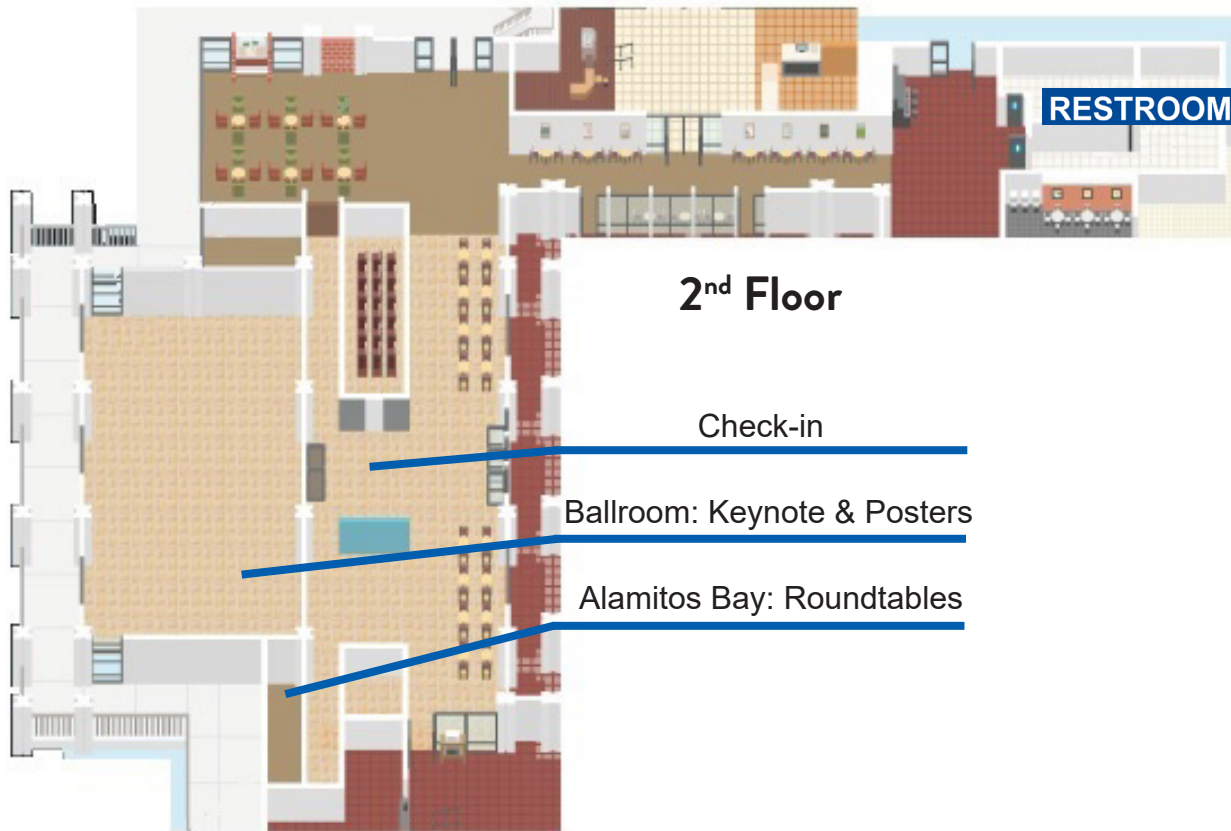 RESTROOM
2nd Floor
Check-in
Ballroom: Keynote & Posters
Alamitos Bay: Roundtables